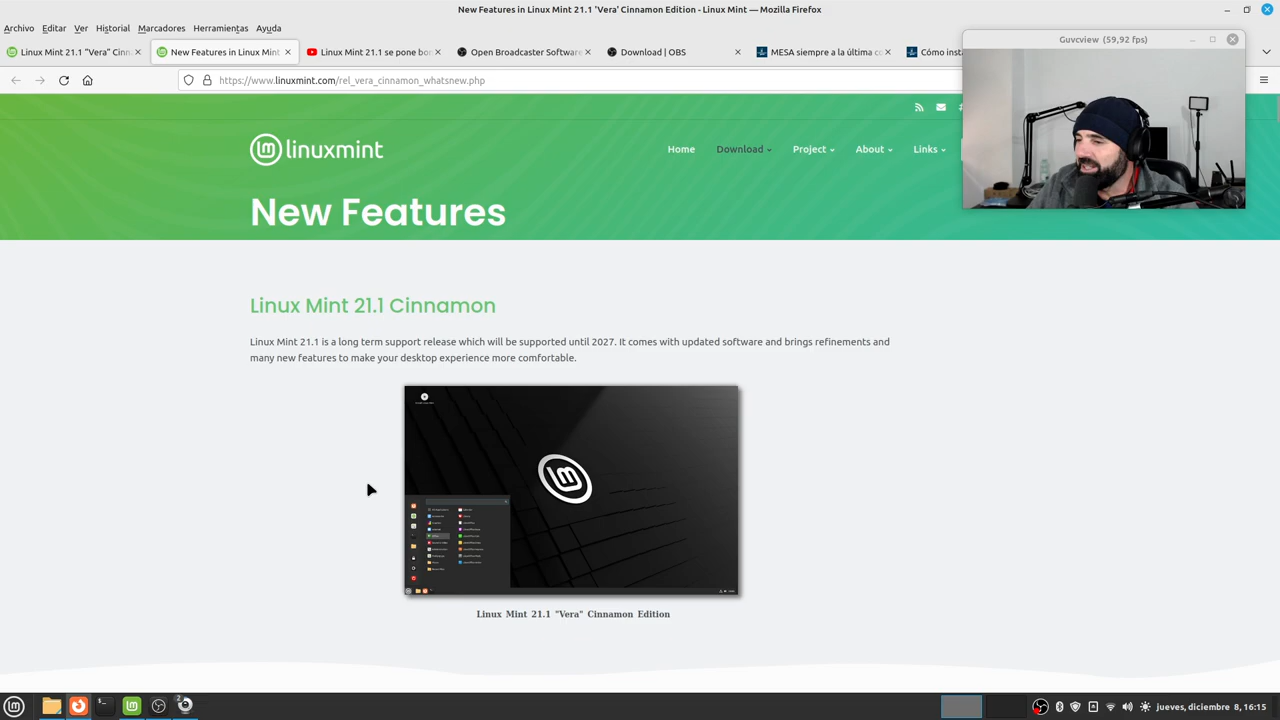 New Features in Linux Mint 21.1 'Vera' Cinnamon Edition - Linux Mint — Mozilla Firefox
Archivo Editar Ver Historial Marcadores Herramientas Ayuda
Guvcview (59,92 fps)
Linux Mint 21.1 "Vera" Cinn
New Features in Linux Mint
Linux Mint 21.1 se pone bo
Open Broadcaster Software
Download | OBS
MESA siempre a la última c
Cómo inst
https://www.linuxmint.com/rel_vera_cinnamon_whatsnew.php
linuxmint
Home Download Project About Links
New Features
Linux Mint 21.1 Cinnamon
Linux Mint 21.1 is a long term support release which will be supported until 2027. It comes with updated software and brings refinements and
many new features to make your desktop experience more comfortable.
Linux Mint 21.1 "Vera" Cinnamon Edition
2
jueves, diciembre 8, 16:15